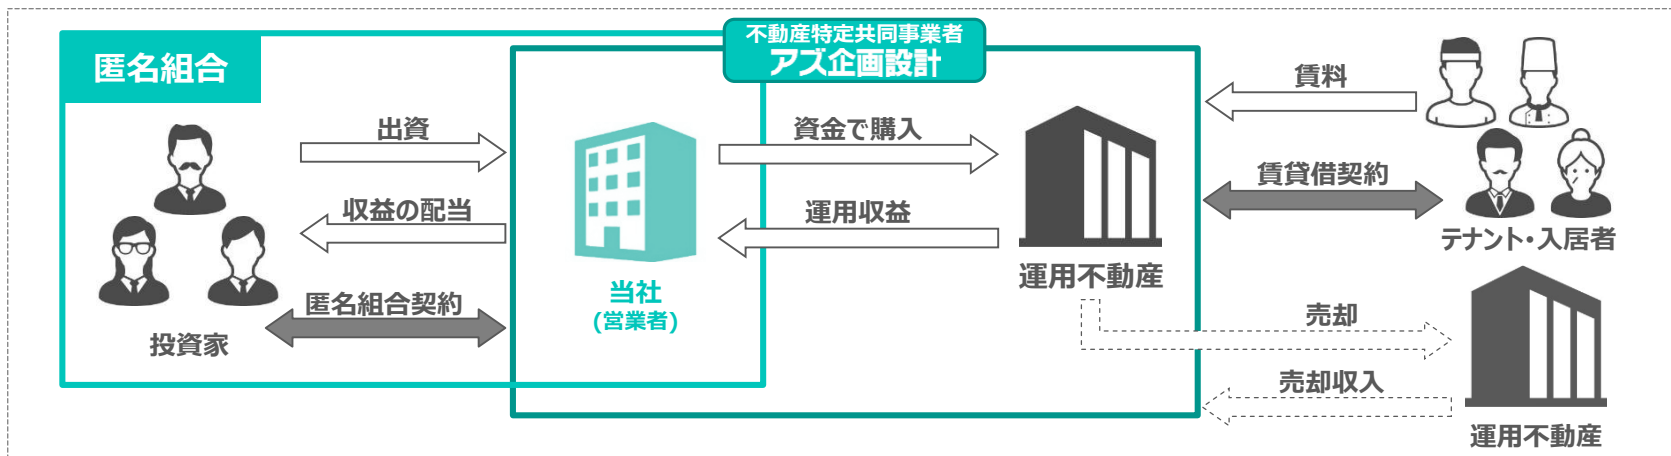 不動産特定共同事業者
アズ企画設計
匿名組合
出資
収益の配当
匿名組合契約
投資家
当社
(営業者)
資金で購入
運用収益
運用不動産
賃料
賃貸借契約
テナント・入居者
売却
売却収入
運用不動産